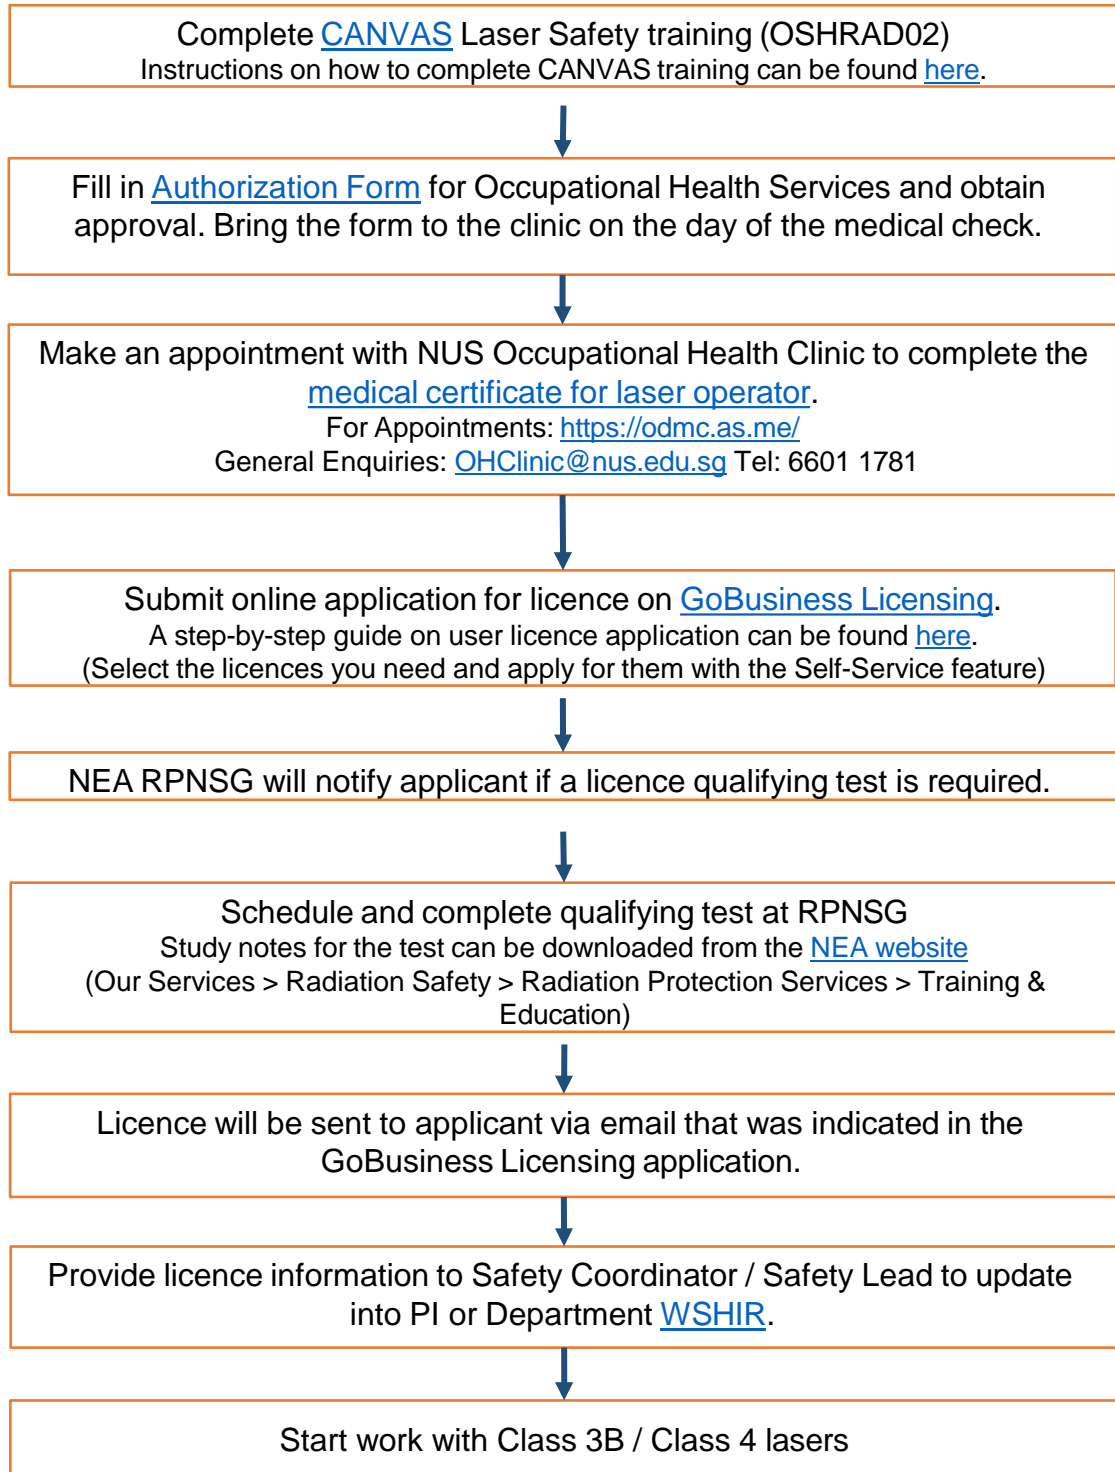 Complete CANVAS Laser Safety training (OSHRAD02)
Instructions on how to complete CANVAS training can be found here.
Fill in Authorization Form for Occupational Health Services and obtain
approval. Bring the form to the clinic on the day of the medical check.
Make an appointment with NUS Occupational Health Clinic to complete the
medical certificate for laser operator.
For Appointments: https://odmc.as.me/
General Enquiries: OHClinic@nus.edu.sg Tel: 6601 1781
Submit online application for licence on GoBusiness Licensing.
A step-by-step guide on user licence application can be found here.
(Select the licences you need and apply for them with the Self-Service feature)
NEA RPNSG will notify applicant if a licence qualifying test is required.
Schedule and complete qualifying test at RPNSG
Study notes for the test can be downloaded from the NEA website
(Our Services > Radiation Safety > Radiation Protection Services > Training &
Education)
Licence will be sent to applicant via email that was indicated in the
GoBusiness Licensing application.
Provide licence information to Safety Coordinator / Safety Lead to update
into PI or Department WSHIR.
Start work with Class 3B / Class 4 lasers